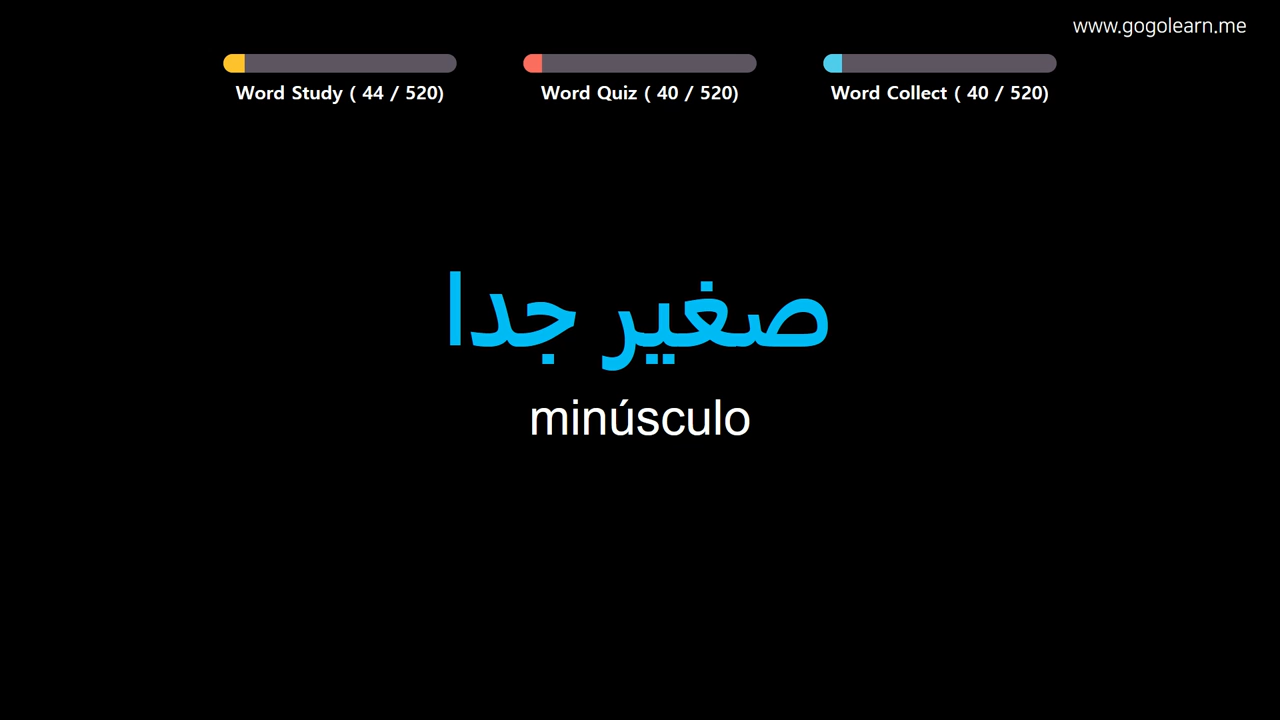 www.gogolearn.me
Word Study ( 44 / 520)
Word Quiz ( 40 / 520)
Word Collect ( 40 / 520)
صغير جدا
minúsculo